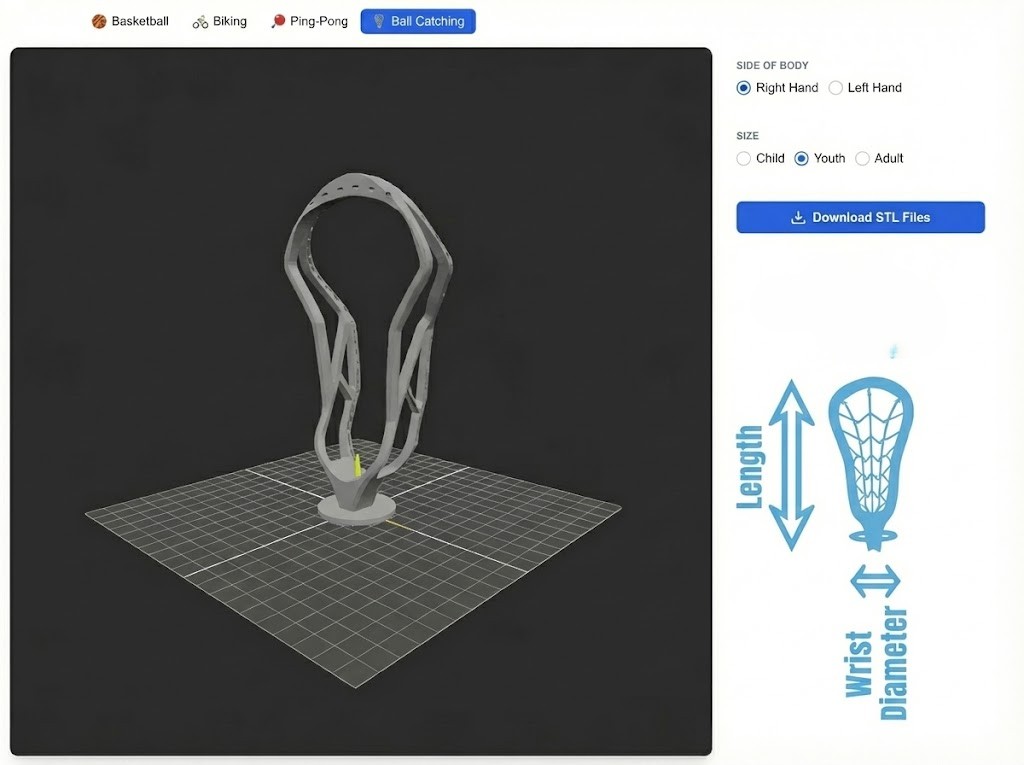 Basketball
Biking
Ping-Pong
Ball Catching
SIDE OF BODY
Right Hand
Left Hand
SIZE
Child
Youth
Adult
Download STL Files
Length
Wrist
Diameter